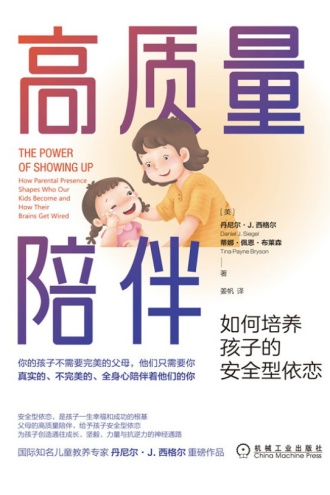 高质量
THE POWER
OF SHOWING UP
How Parental Presence
Shapes Who Our
Kids Become and
How Their
Brains Get Wired
[美]
丹尼尔·J. 西格尔
Daniel J. Siegel
蒂娜·佩恩·布莱森
Tina Payne Bryson
著
姜帆 译
陪伴
如何培养
孩子的
安全型依恋
你的孩子不需要完美的父母，他们只需要你
真实的、不完美的、全身心陪伴着他们的你
安全型依恋，是孩子一生幸福和成功的根基
父母的高质量陪伴，给予孩子安全型依恋
为孩子创造通往成长、坚毅、力量与抗逆力的神经通路
国际知名儿童教养专家 丹尼尔·J. 西格尔 重磅作品
机械工业出版社
China Machine Press